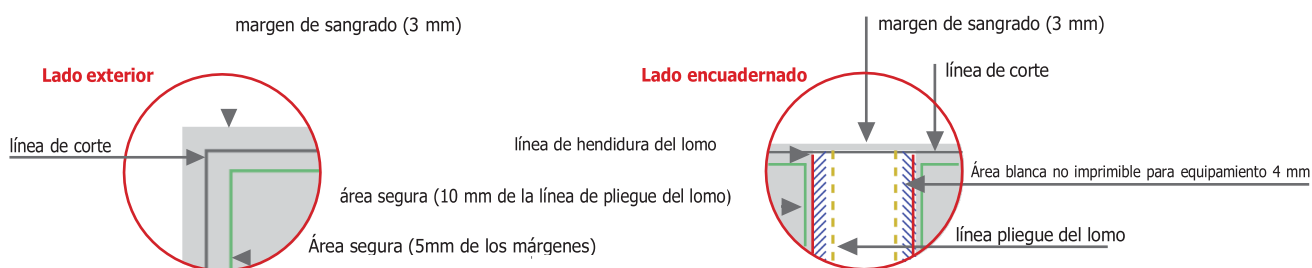 margen de sangrado (3 mm)
Lado exterior
línea de corte
área segura (10 mm de la línea de pliegue del lomo)
Área segura (5mm de los márgenes)
margen de sangrado (3 mm)
Lado encuadernado
línea de corte
línea de hendidura del lomo
Área blanca no imprimible para equipamiento 4 mm
línea pliegue del lomo